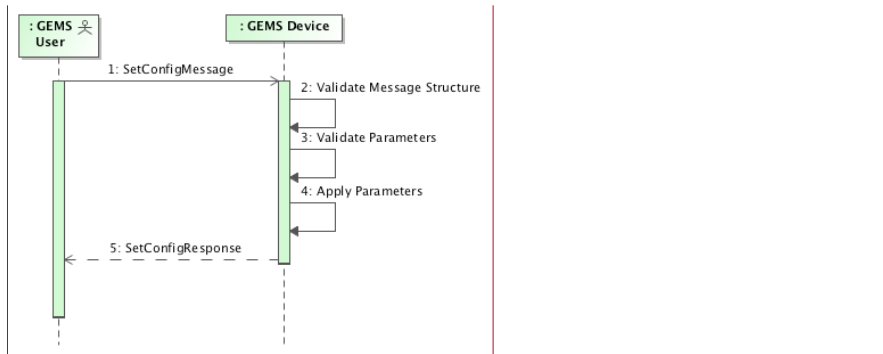 : GEMS
User
: GEMS Device
1: SetConfigMessage
2: Validate Message Structure
3: Validate Parameters
4: Apply Parameters
5: SetConfigResponse